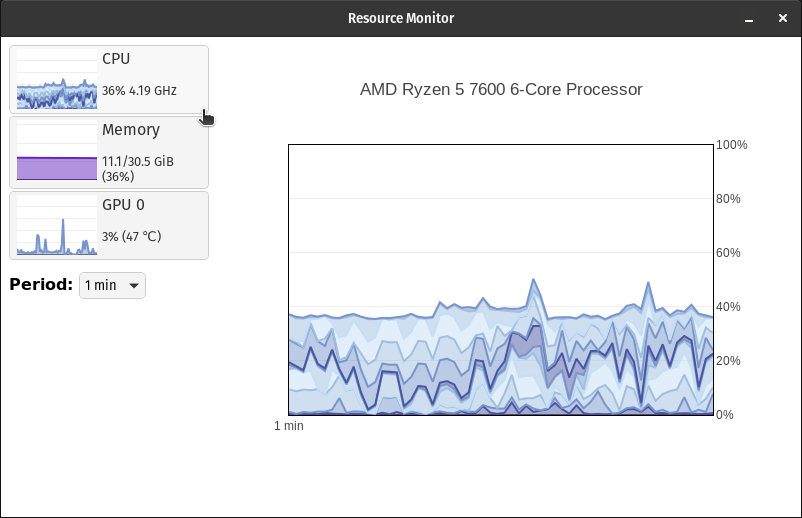 Resource Monitor
CPU
36% 4.19 GHz
Memory
11.1/30.5 GiB
(36%)
GPU 0
3% (47 °C)
Period: 1 min
AMD Ryzen 5 7600 6-Core Processor
100%
80%
60%
40%
20%
0%
1 min